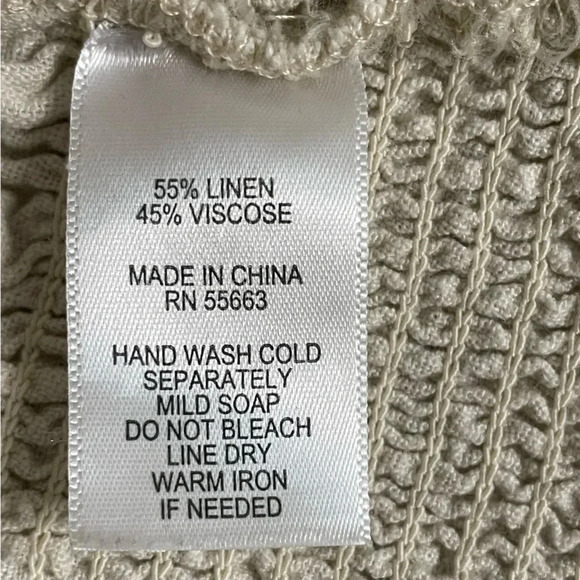 55% LINEN
45% VISCOSE
MADE IN CHINA
RN 55663
HAND WASH COLD
SEPARATELY
MILD SOAP
DO NOT BLEACH
LINE DRY
WARM IRON
IF NEEDED